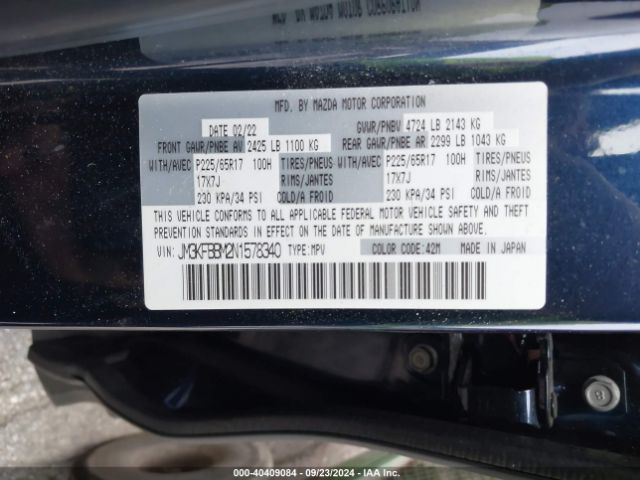 MFD. BY MAZDA MOTOR CORPORATION
DATE 02/22 GVWR/PNBV 4724 LB 2143 KG
FRONT GAWR/PNBE AV 2425 LB 1100 KG REAR GAWR/PNBE AR 2299 LB 1043 KG
WITH/AVEC P225/65R17 100H TIRES/PNEUS WITH/AVEC P225/65R17 100H TIRES/PNEUS
17X7J RIMS/JANTES 17X7J RIMS/JANTES
230 KPA/34 PSI COLD/A FROID 230 KPA/34 PSI COLD/A FROID
THIS VEHICLE CONFORMS TO ALL APPLICABLE FEDERAL MOTOR VEHICLE SAFETY AND THEFT
PREVENTION STANDARDS IN EFFECT ON THE DATE OF MANUFACTURE SHOWN ABOVE.
VIN: JM3KFBBM2N1578340 TYPE:MPV COLOR CODE:42M MADE IN JAPAN
8
000-40409084 - 09/23/2024 - IAA Inc.